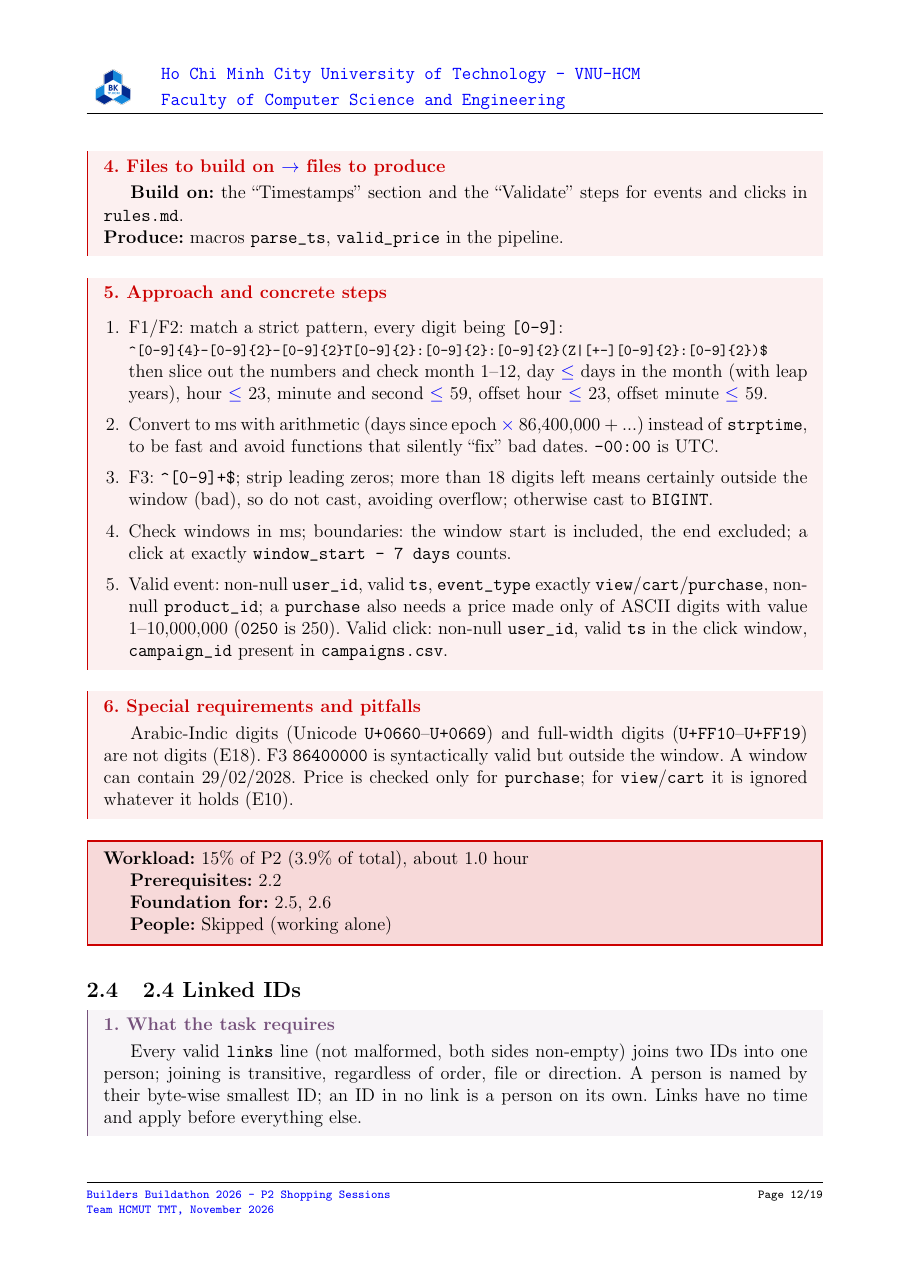 BK
Ho Chi Minh City University of Technology - VNU-HCM
Faculty of Computer Science and Engineering
4. Files to build on → files to produce
Build on: the “Timestamps” section and the “Validate” steps for events and clicks in
rules.md.
Produce: macros parse_ts, valid_price in the pipeline.
5. Approach and concrete steps
1. F1/F2: match a strict pattern, every digit being [0-9]:
^[0-9]{4}-[0-9]{2}-[0-9]{2}T[0-9]{2}:[0-9]{2}:[0-9]{2}(Z|[+-][0-9]{2}:[0-9]{2})$
then slice out the numbers and check month 1–12, day ≤ days in the month (with leap
years), hour ≤ 23, minute and second ≤ 59, offset hour ≤ 23, offset minute ≤ 59.
2. Convert to ms with arithmetic (days since epoch × 86,400,000 + ...) instead of strptime,
to be fast and avoid functions that silently “fix” bad dates. -00:00 is UTC.
3. F3: ^[0-9]+$; strip leading zeros; more than 18 digits left means certainly outside the
window (bad), so do not cast, avoiding overflow; otherwise cast to BIGINT.
4. Check windows in ms; boundaries: the window start is included, the end excluded; a
click at exactly window_start - 7 days counts.
5. Valid event: non-null user_id, valid ts, event_type exactly view/cart/purchase, non-
null product_id; a purchase also needs a price made only of ASCII digits with value
1–10,000,000 (0250 is 250). Valid click: non-null user_id, valid ts in the click window,
campaign_id present in campaigns.csv.
6. Special requirements and pitfalls
Arabic-Indic digits (Unicode U+0660–U+0669) and full-width digits (U+FF10–U+FF19)
are not digits (E18). F3 86400000 is syntactically valid but outside the window. A window
can contain 29/02/2028. Price is checked only for purchase; for view/cart it is ignored
whatever it holds (E10).
Workload: 15% of P2 (3.9% of total), about 1.0 hour
Prerequisites: 2.2
Foundation for: 2.5, 2.6
People: Skipped (working alone)
2.4 2.4 Linked IDs
1. What the task requires
Every valid links line (not malformed, both sides non-empty) joins two IDs into one
person; joining is transitive, regardless of order, file or direction. A person is named by
their byte-wise smallest ID; an ID in no link is a person on its own. Links have no time
and apply before everything else.
Builders Buildathon 2026 - P2 Shopping Sessions
Team HCMUT TMT, November 2026
Page 12/19